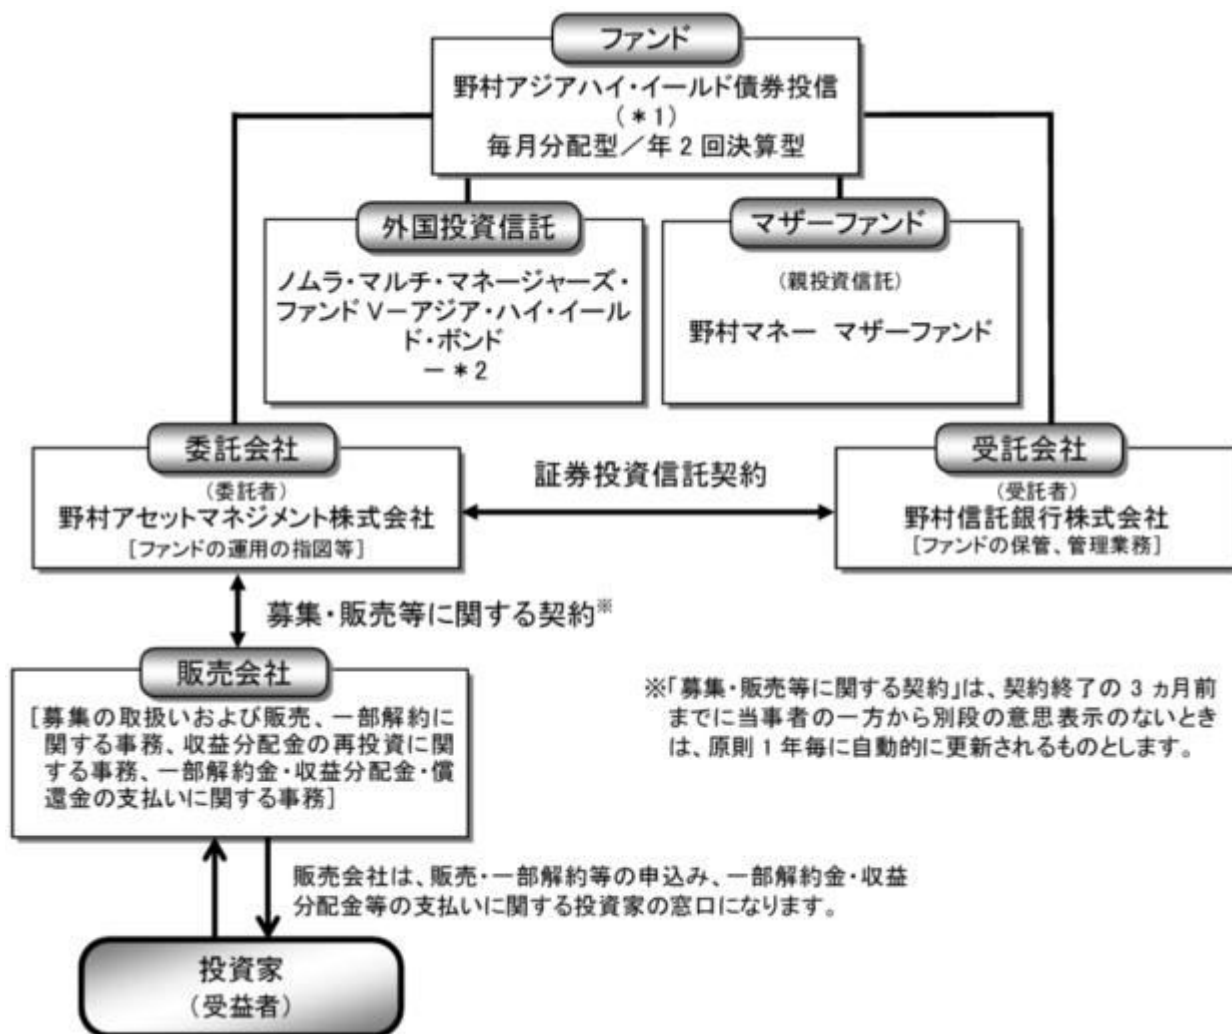 ファンド
野村アジアハイ・イールド債券投信
(＊1)
毎月分配型／年2回決算型
外国投資信託
ノムラ・マルチ・マネージャーズ・
ファンドⅤ－アジア・ハイ・イール
ド・ボンド
－＊2
マザーファンド
(親投資信託)
野村マネー マザーファンド
委託会社
(委託者)
野村アセットマネジメント株式会社
[ファンドの運用の指図等]
証券投資信託契約
受託会社
(受託者)
野村信託銀行株式会社
[ファンドの保管、管理業務]
募集・販売等に関する契約※
販売会社
[募集の取扱いおよび販売、一部解約に
関する事務、収益分配金の再投資に関
する事務、一部解約金・収益分配金・償
還金の支払いに関する事務]
※「募集・販売等に関する契約」は、契約終了の3ヵ月前
までに当事者の一方から別段の意思表示のないとき
は、原則1年毎に自動的に更新されるものとします。
販売会社は、販売・一部解約等の申込み、一部解約金・収益
分配金等の支払いに関する投資家の窓口になります。
投資家
(受益者)